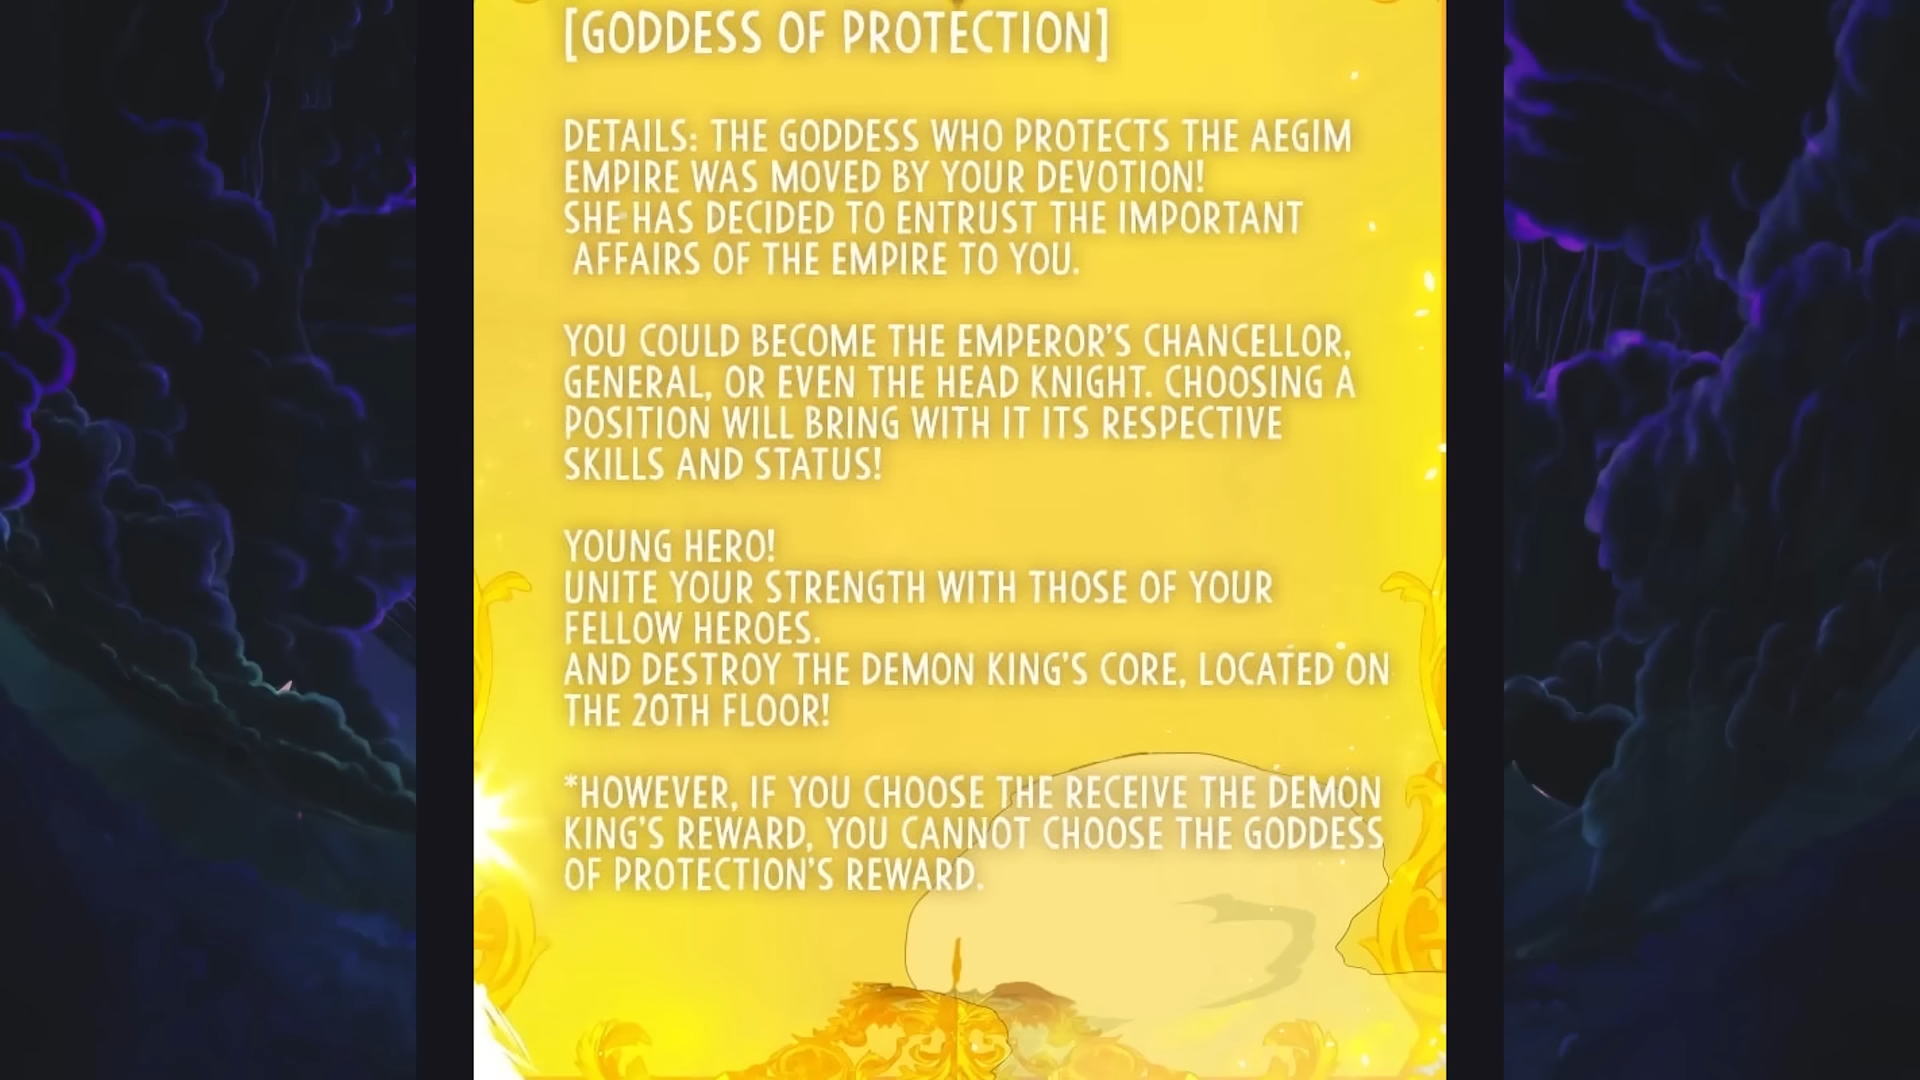 [GODDESS OF PROTECTION]
DETAILS: THE GODDESS WHO PROTECTS THE AEGIM
EMPIRE WAS MOVED BY YOUR DEVOTION!
SHE HAS DECIDED TO ENTRUST THE IMPORTANT
AFFAIRS OF THE EMPIRE TO YOU.
YOU COULD BECOME THE EMPEROR'S CHANCELLOR,
GENERAL, OR EVEN THE HEAD KNIGHT. CHOOSING A
POSITION WILL BRING WITH IT ITS RESPECTIVE
SKILLS AND STATUS!
YOUNG HERO!
UNITE YOUR STRENGTH WITH THOSE OF YOUR
FELLOW HEROES.
AND DESTROY THE DEMON KING'S CORE, LOCATED ON
THE 20TH FLOOR!
*HOWEVER, IF YOU CHOOSE THE RECEIVE THE DEMON
KING'S REWARD, YOU CANNOT CHOOSE THE GODDESS
OF PROTECTION'S REWARD.